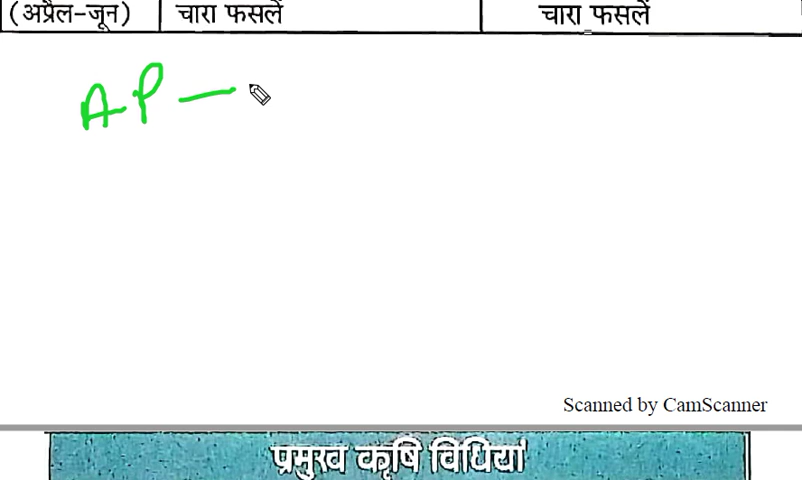 (अप्रैल-जून) चारा फसलें चारा फसलें
AP —
Scanned by CamScanner
प्रमुख कृषि विधियां